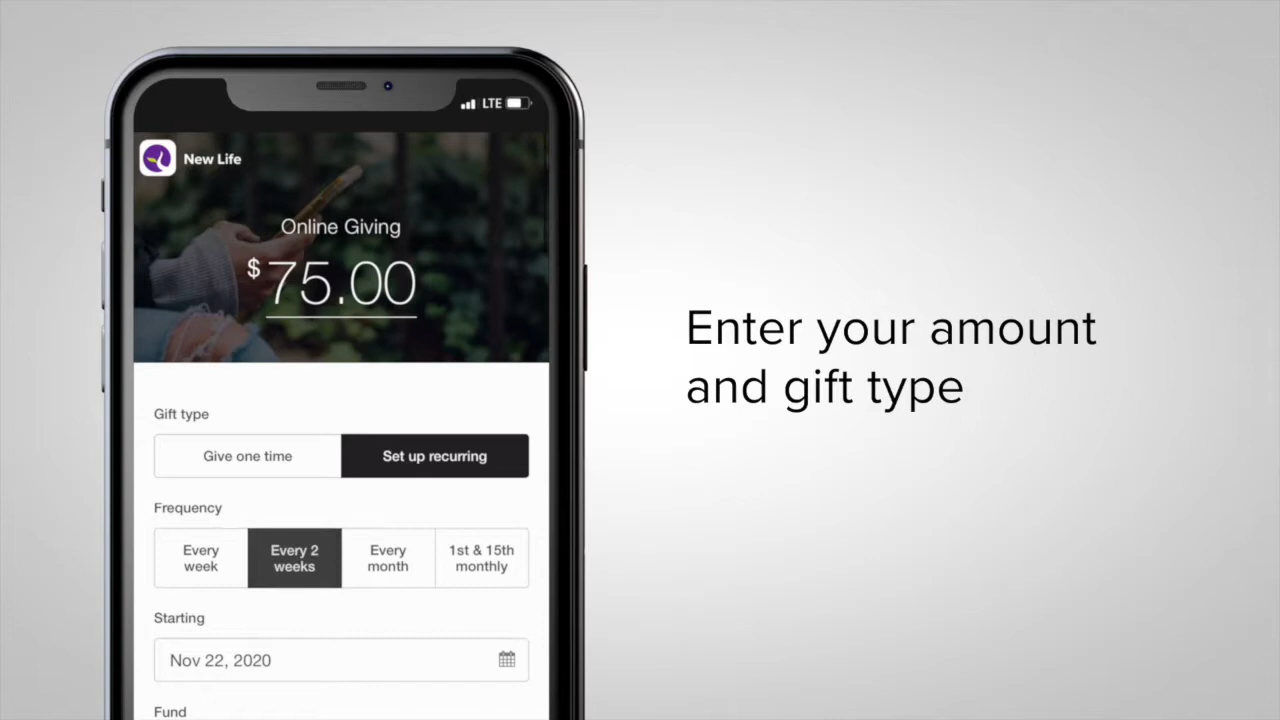 LTE
New Life
Online Giving
$75.00
Gift type
Give one time
Set up recurring
Frequency
Every
week
Every 2
weeks
Every
month
1st & 15th
monthly
Starting
Nov 22, 2020
Fund
Enter your amount
and gift type